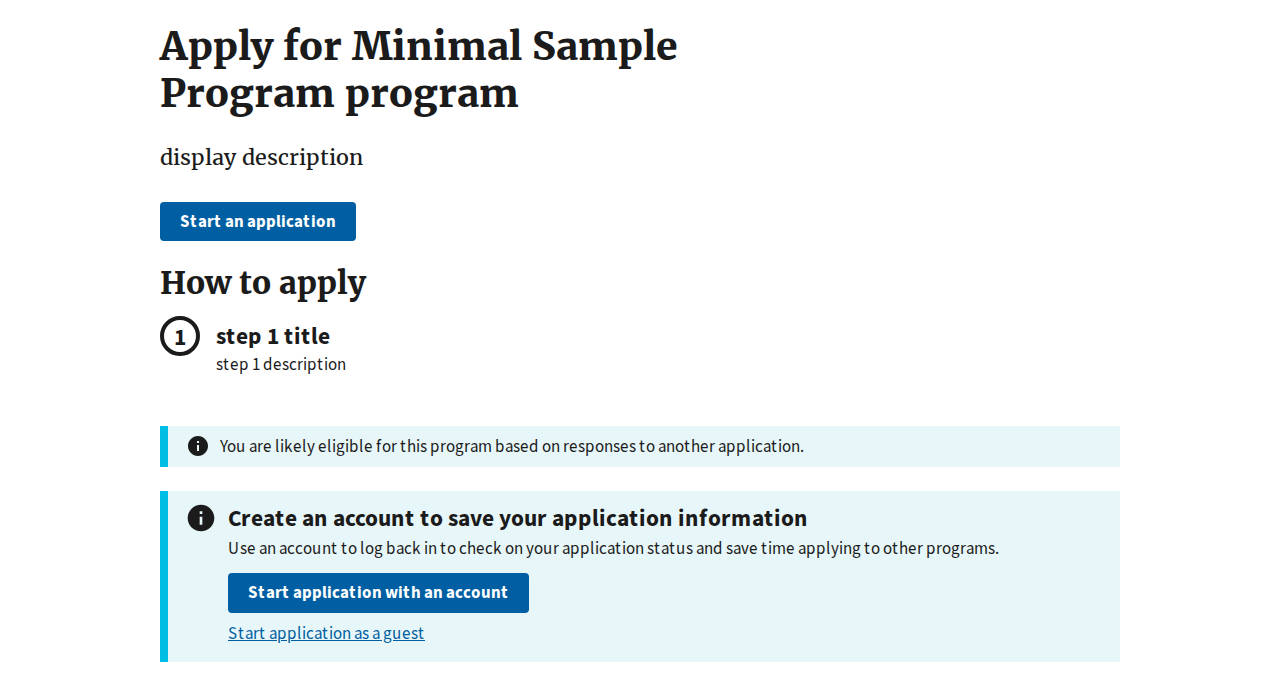 Apply for Minimal Sample
Program program
display description
Start an application
How to apply
1
step 1 title
step 1 description
You are likely eligible for this program based on responses to another application.
Create an account to save your application information
Use an account to log back in to check on your application status and save time applying to other programs.
Start application with an account
Start application as a guest